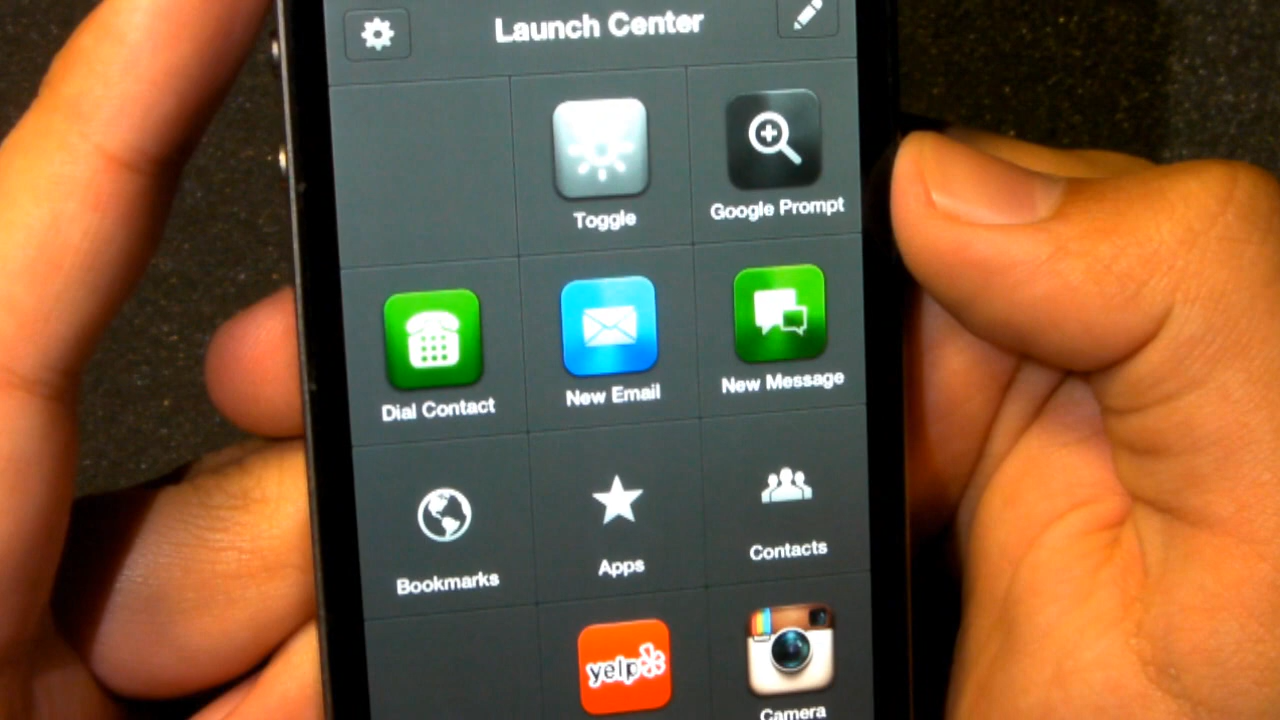 Launch Center
Toggle
Google Prompt
Dial Contact
New Email
New Message
Bookmarks
Apps
Contacts
yelp
Camera